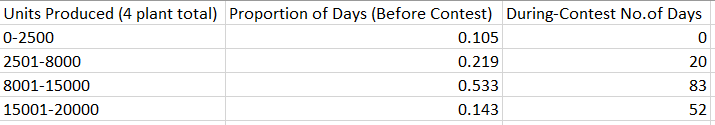 Units Produced (4 plant total) Proportion of Days (Before Contest) During-Contest No.of Days
0-2500 0.105 0
2501-8000 0.219 20
8001-15000 0.533 83
15001-20000 0.143 52